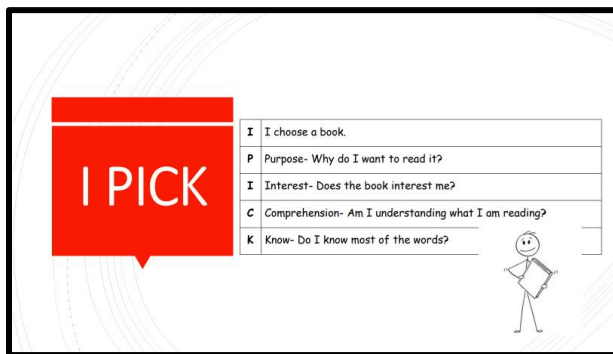 I PICK
I I choose a book.
P Purpose- Why do I want to read it?
I Interest- Does the book interest me?
C Comprehension- Am I understanding what I am reading?
K Know- Do I know most of the words?